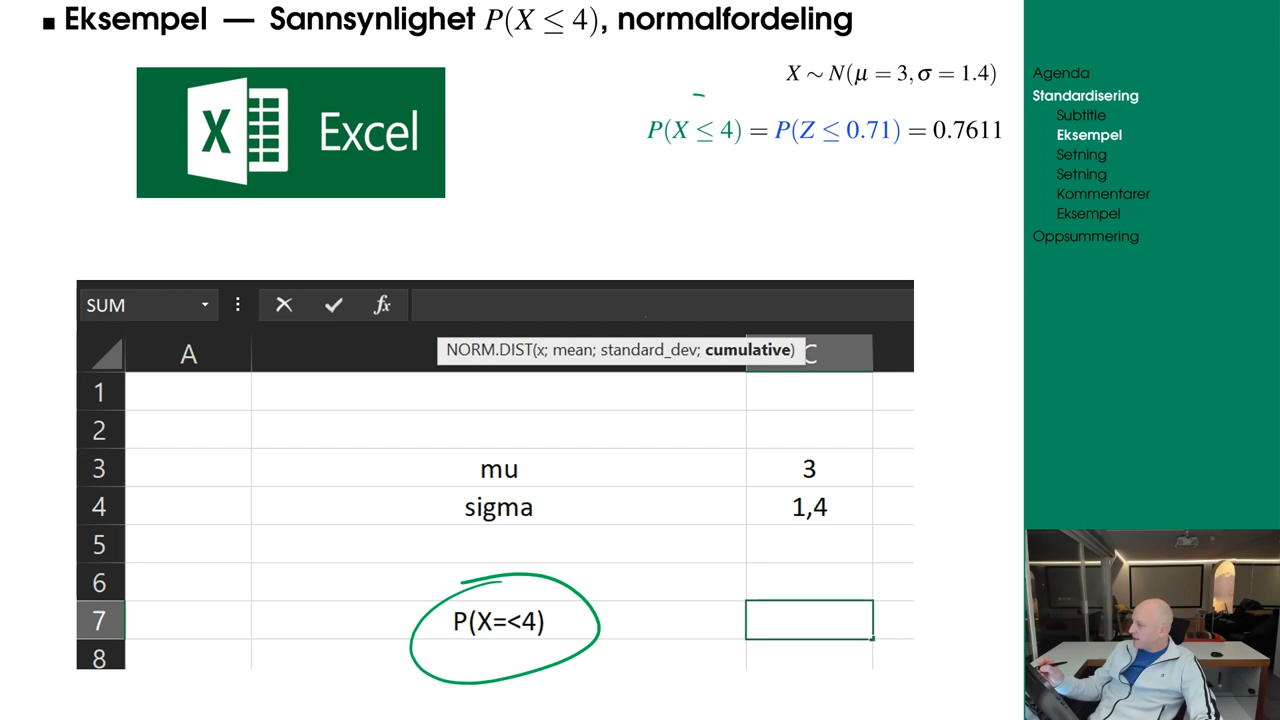 Eksempel — Sannsynlighet P(X ≤ 4), normalfordeling
X ∼ N(μ = 3, σ = 1.4)
P(X ≤ 4) = P(Z ≤ 0.71) = 0.7611
X Excel
Agenda
Standardisering
Subtitle
Eksempel
Setning
Setning
Kommentarer
Eksempel
Oppsummering
SUM fx
NORM.DIST(x; mean; standard_dev; cumulative)
A C
1
2
3 mu 3
4 sigma 1,4
5
6
7 P(X=<4)
8